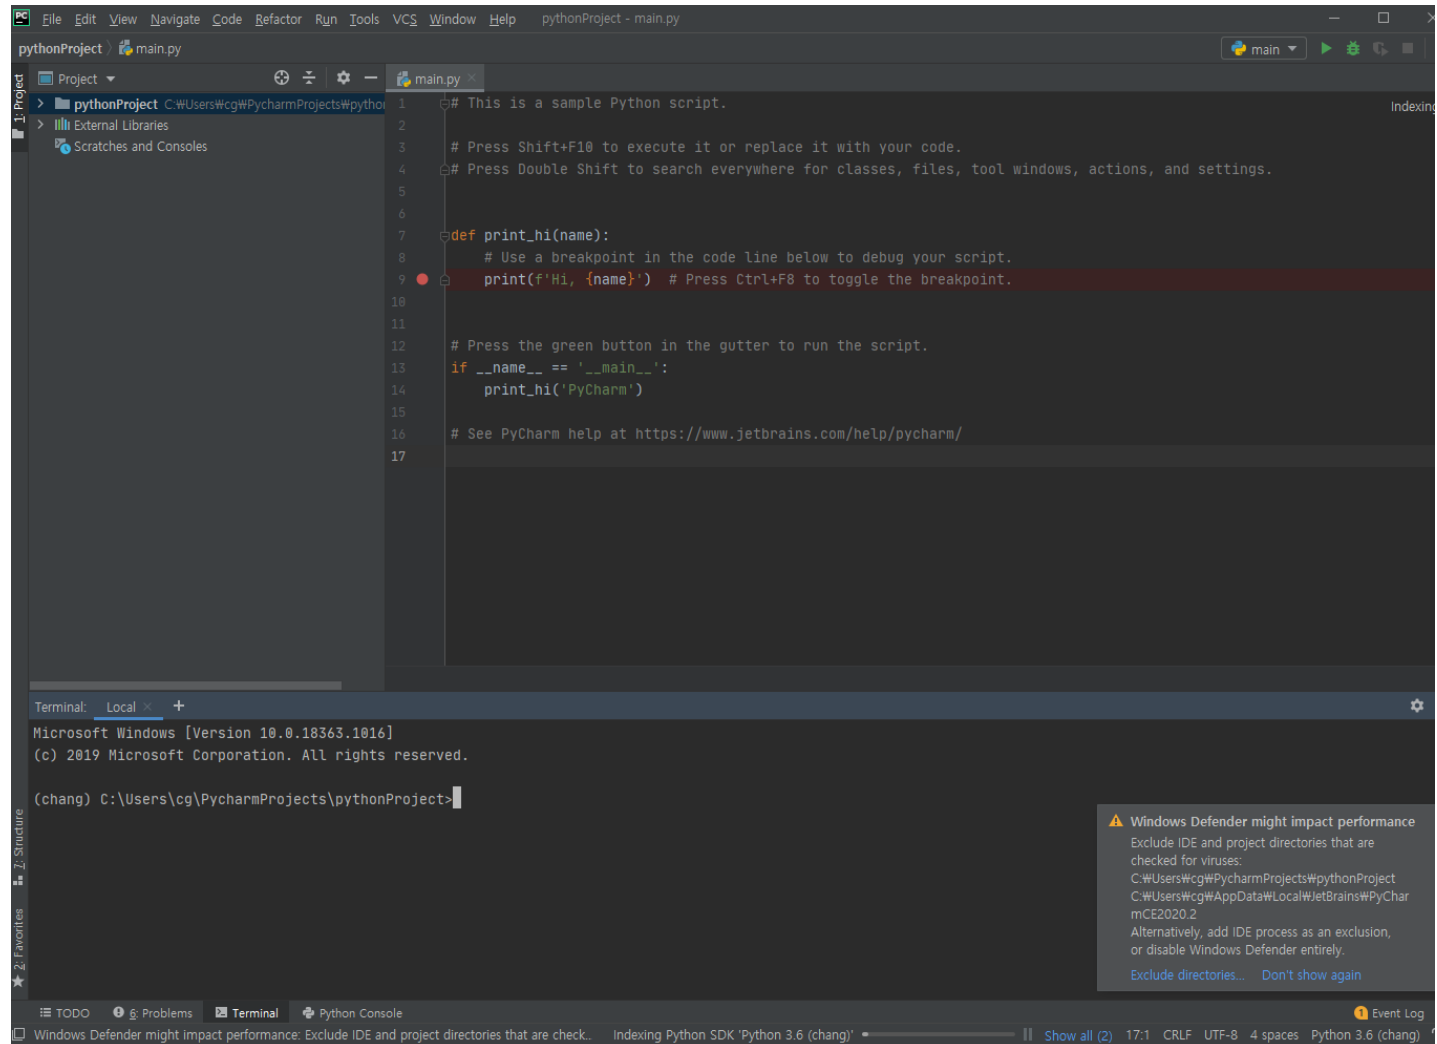 PC File Edit View Navigate Code Refactor Run Tools VCS Window Help pythonProject - main.py
pythonProject main.py main
1: Project
Project main.py
pythonProject C:₩Users₩cg₩PycharmProjects₩pytho
External Libraries
Scratches and Consoles
Indexing
1 # This is a sample Python script.
2
3 # Press Shift+F10 to execute it or replace it with your code.
4 # Press Double Shift to search everywhere for classes, files, tool windows, actions, and settings.
5
6
7 def print_hi(name):
8 # Use a breakpoint in the code line below to debug your script.
9 print(f'Hi, {name}') # Press Ctrl+F8 to toggle the breakpoint.
10
11
12 # Press the green button in the gutter to run the script.
13 if __name__ == '__main__':
14 print_hi('PyCharm')
15
16 # See PyCharm help at https://www.jetbrains.com/help/pycharm/
17
Terminal: Local
Microsoft Windows [Version 10.0.18363.1016]
(c) 2019 Microsoft Corporation. All rights reserved.
(chang) C:\Users\cg\PycharmProjects\pythonProject>
7: Structure
2: Favorites
Windows Defender might impact performance
Exclude IDE and project directories that are
checked for viruses:
C:₩Users₩cg₩PycharmProjects₩pythonProject
C:₩Users₩cg₩AppData₩Local₩JetBrains₩PyChar
mCE2020.2
Alternatively, add IDE process as an exclusion,
or disable Windows Defender entirely.
Exclude directories... Don't show again
TODO 6: Problems Terminal Python Console 1 Event Log
Windows Defender might impact performance: Exclude IDE and project directories that are check.. Indexing Python SDK 'Python 3.6 (chang)' Show all (2) 17:1 CRLF UTF-8 4 spaces Python 3.6 (chang)